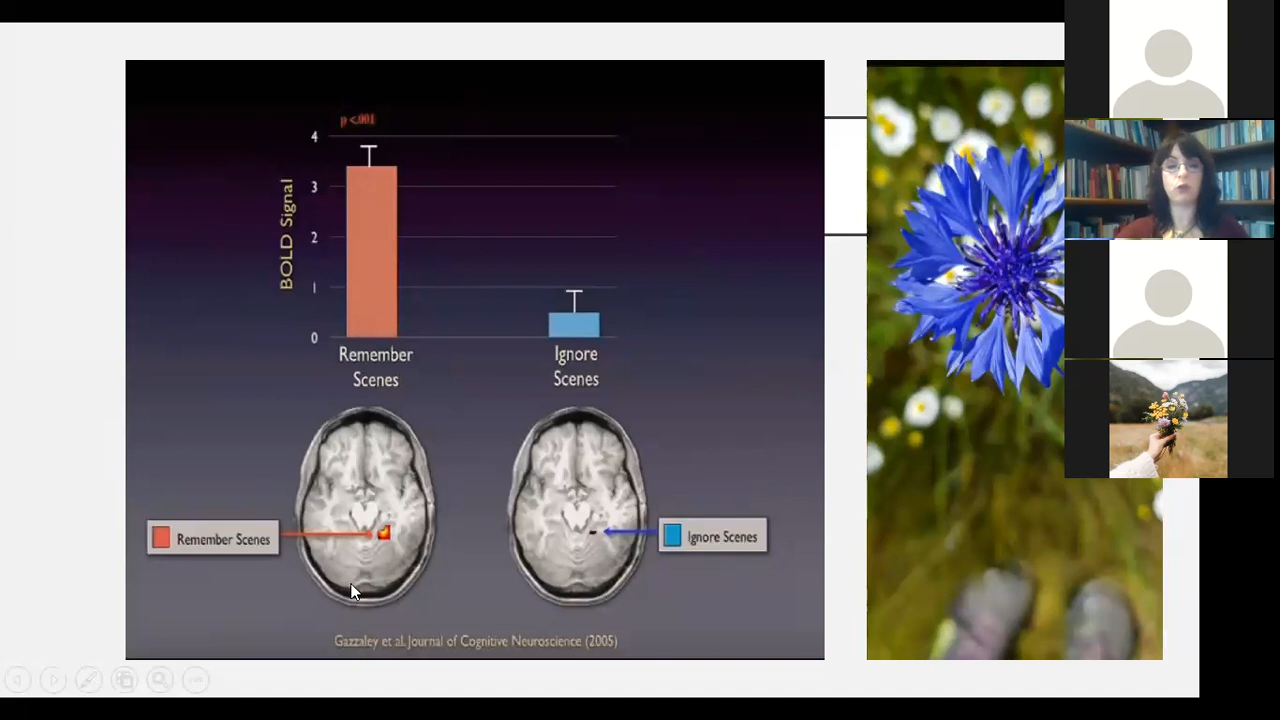 p <.001
4
3
2
1
0
BOLD Signal
Remember
Scenes
Ignore
Scenes
Remember Scenes
Ignore Scenes
Gazzaley et al. Journal of Cognitive Neuroscience (2005)